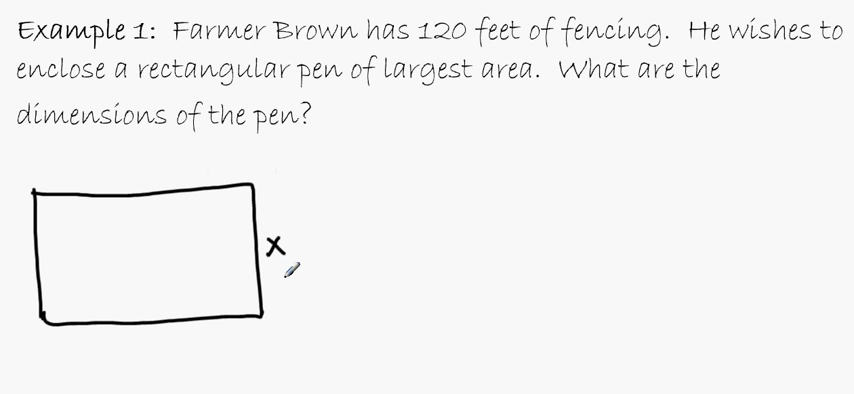 Example 1: Farmer Brown has 120 feet of fencing. He wishes to
enclose a rectangular pen of largest area. What are the
dimensions of the pen?
x